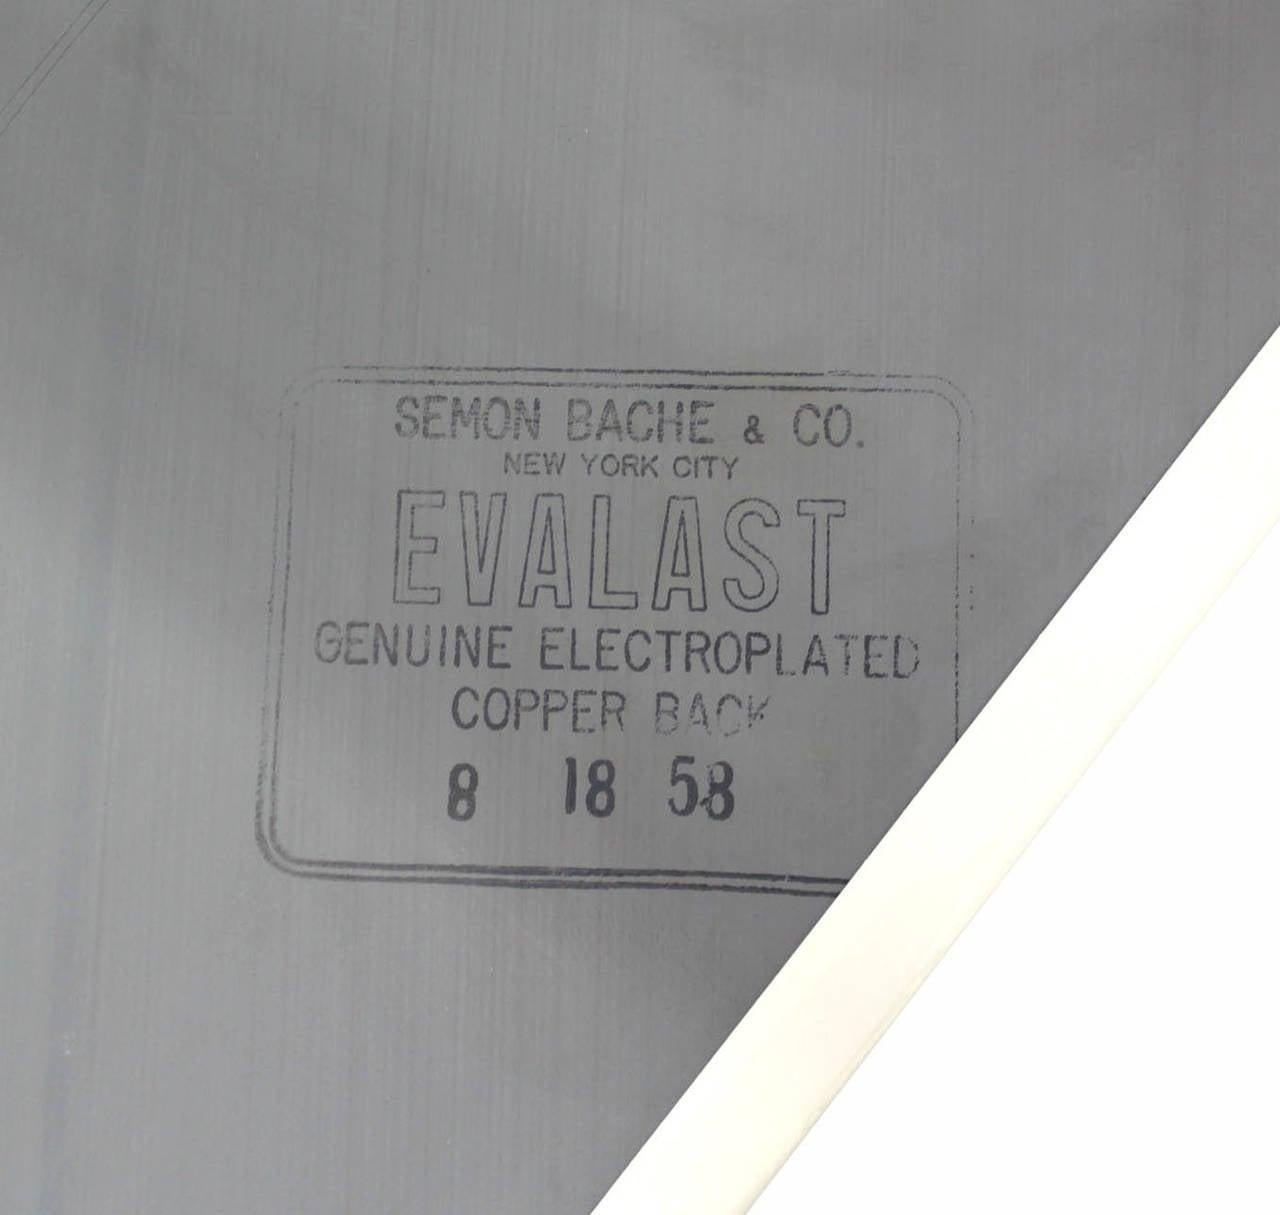 SEMON BACHE & CO.
NEW YORK CITY
EVALAST
GENUINE ELECTROPLATED
COPPER BACK
8 18 58